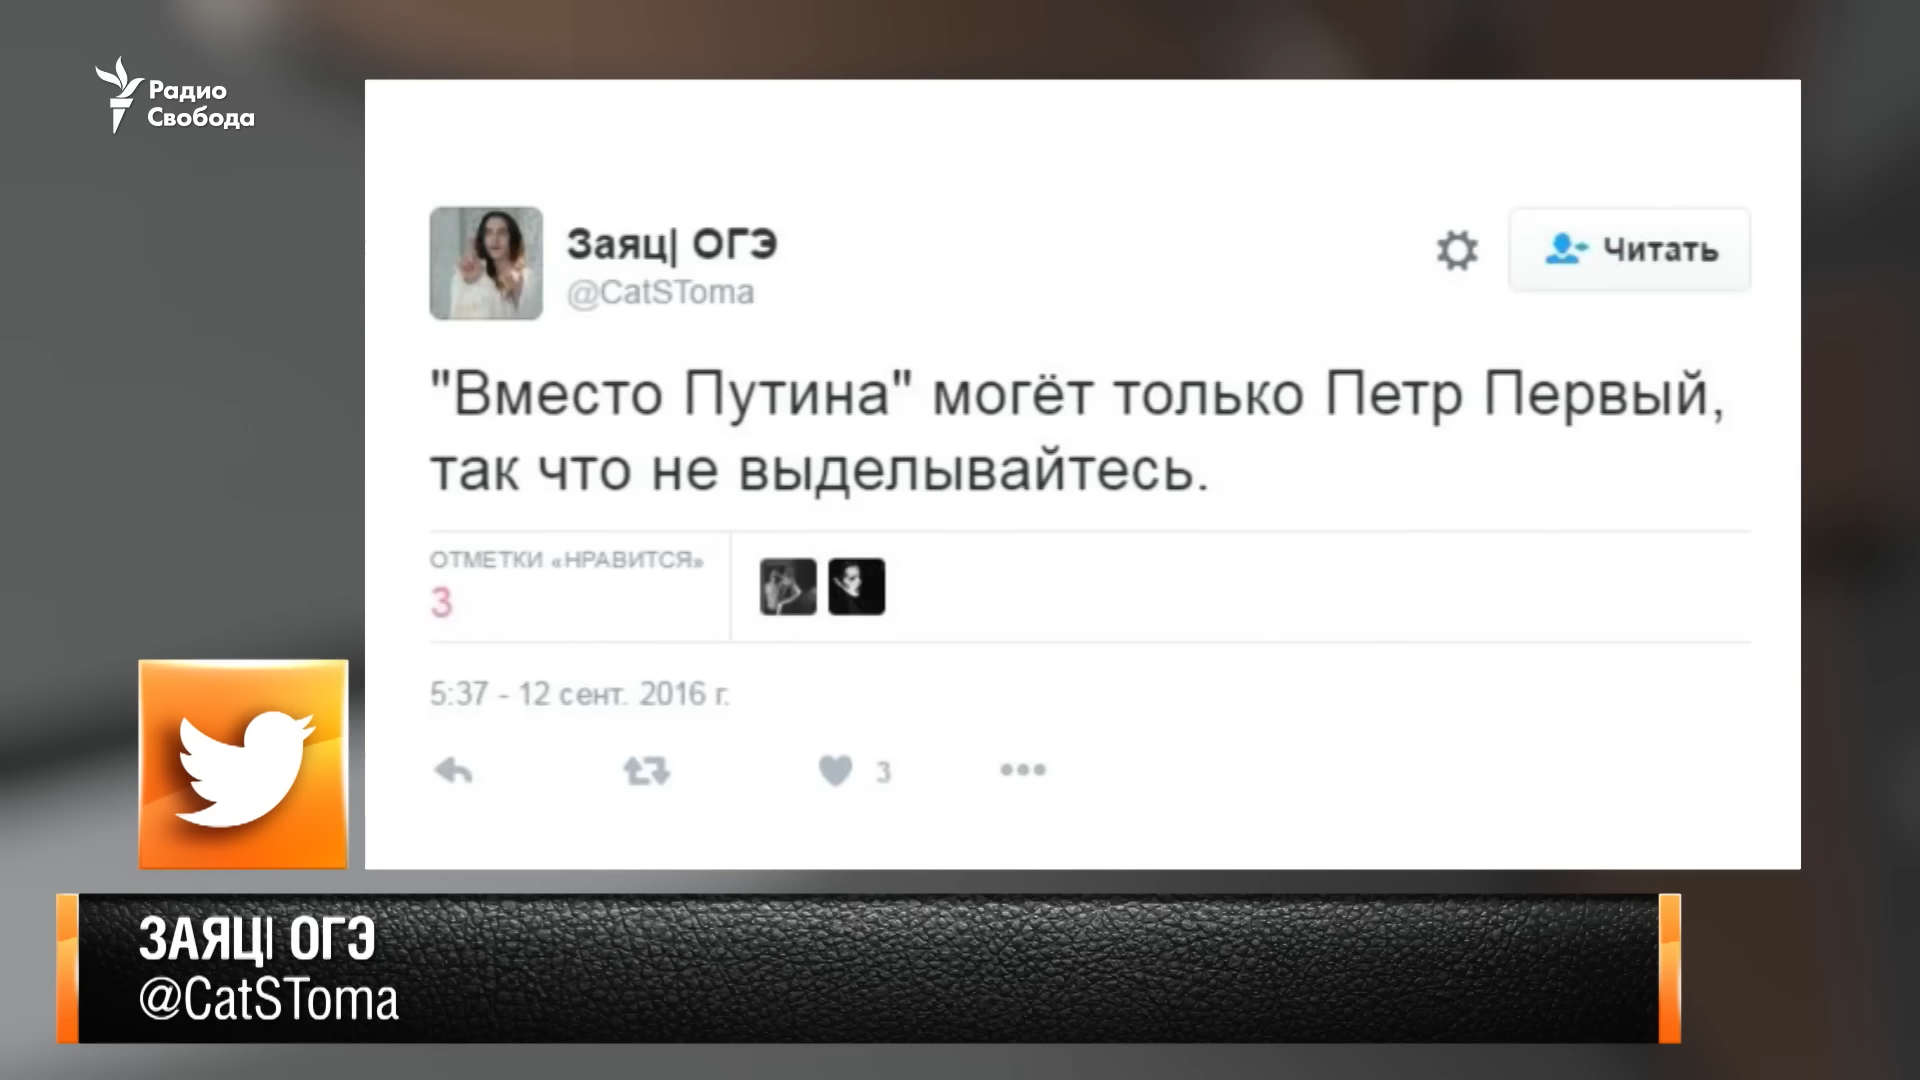 Радио
Свобода
Заяц| ОГЭ
@CatSToma
Читать
"Вместо Путина" могёт только Петр Первый,
так что не выделывайтесь.
ОТМЕТКИ «НРАВИТСЯ»
3
5:37 - 12 сент. 2016 г.
3
ЗАЯЦ| ОГЭ
@CatSToma